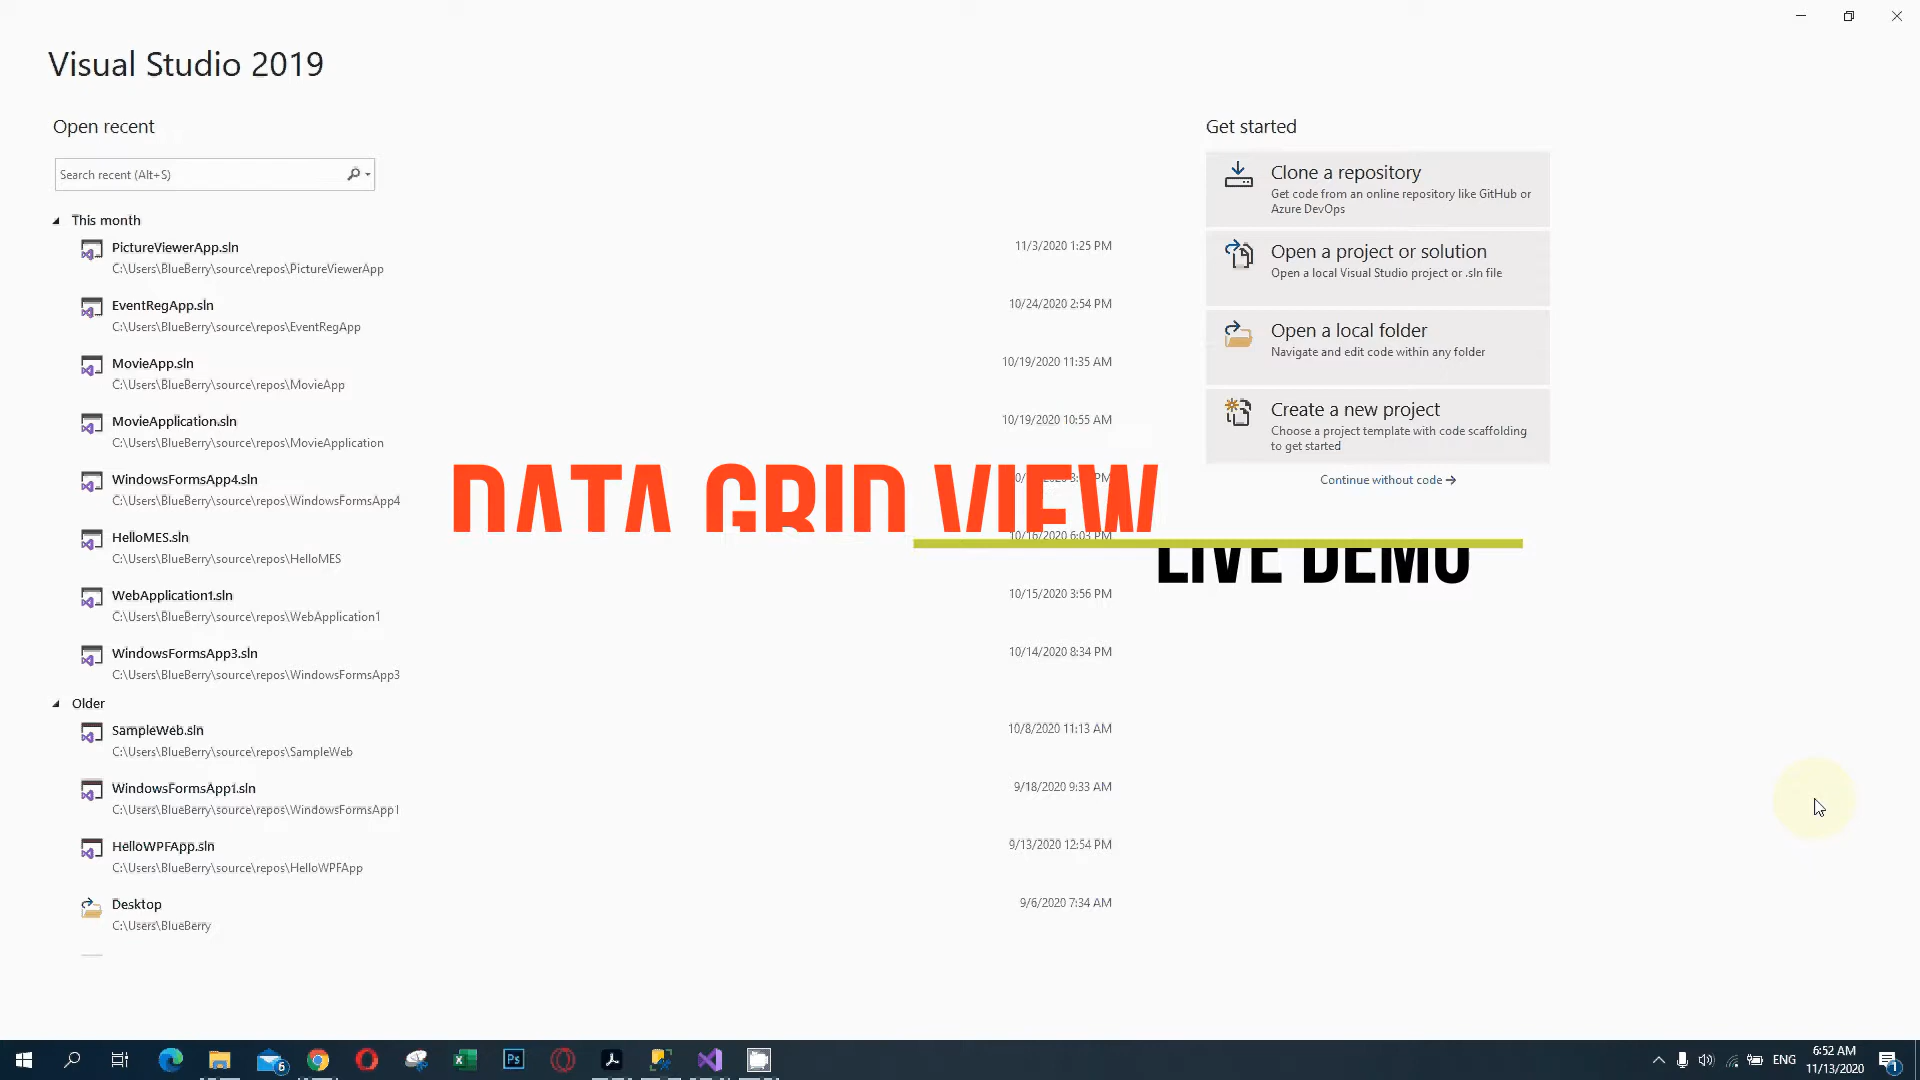 Visual Studio 2019
Open recent
Search recent (Alt+S)
This month
PictureViewerApp.sln
11/3/2020 1:25 PM
C:\Users\BlueBerry\source\repos\PictureViewerApp
EventRegApp.sln
10/24/2020 2:54 PM
C:\Users\BlueBerry\source\repos\EventRegApp
MovieApp.sln
10/19/2020 11:35 AM
C:\Users\BlueBerry\source\repos\MovieApp
MovieApplication.sln
10/19/2020 10:55 AM
C:\Users\BlueBerry\source\repos\MovieApplication
WindowsFormsApp4.sln
C:\Users\BlueBerry\source\repos\WindowsFormsApp4
HelloMES.sln
10/16/2020 6:03 PM
C:\Users\BlueBerry\source\repos\HelloMES
WebApplication1.sln
10/15/2020 3:56 PM
C:\Users\BlueBerry\source\repos\WebApplication1
WindowsFormsApp3.sln
10/14/2020 8:34 PM
C:\Users\BlueBerry\source\repos\WindowsFormsApp3
Older
SampleWeb.sln
10/8/2020 11:13 AM
C:\Users\BlueBerry\source\repos\SampleWeb
WindowsFormsApp1.sln
9/18/2020 9:33 AM
C:\Users\BlueBerry\source\repos\WindowsFormsApp1
HelloWPFApp.sln
9/13/2020 12:54 PM
C:\Users\BlueBerry\source\repos\HelloWPFApp
Desktop
9/6/2020 7:34 AM
C:\Users\BlueBerry
Get started
Clone a repository
Get code from an online repository like GitHub or
Azure DevOps
Open a project or solution
Open a local Visual Studio project or .sln file
Open a local folder
Navigate and edit code within any folder
Create a new project
Choose a project template with code scaffolding
to get started
Continue without code →
DATA GRID VIEW
LIVE DEMO
6
Ps
ENG
6:52 AM
11/13/2020
1